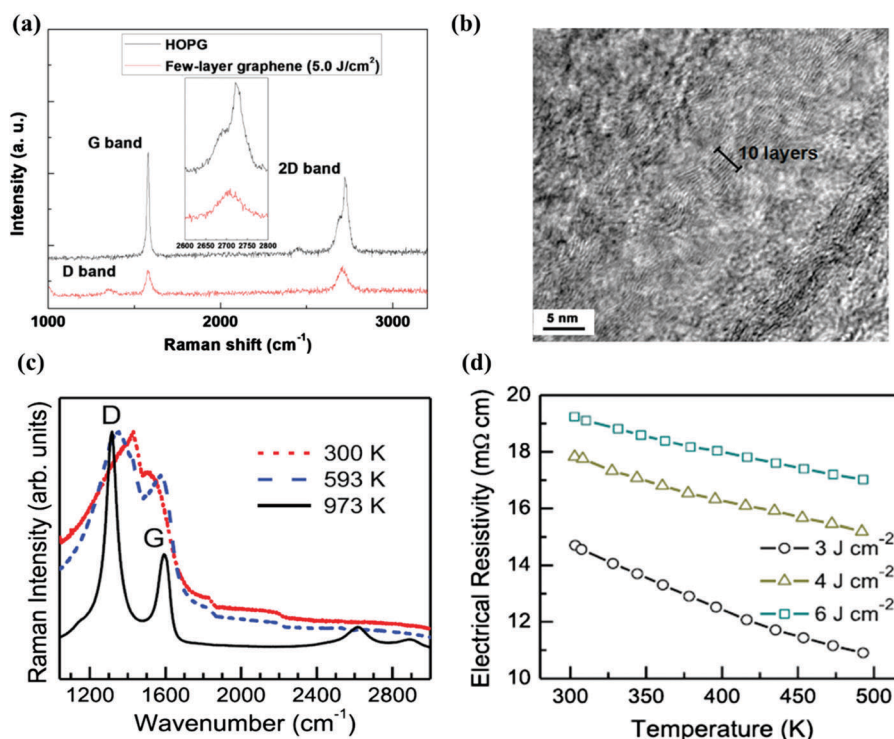 (a)
HOPG
Few-layer graphene (5.0 J/cm²)
G band
2D band
D band
Intensity (a. u.)
2600 2650 2700 2750 2800
1000 2000 3000
Raman shift (cm⁻¹)
(b)
10 layers
5 nm
(c)
D
G
300 K
593 K
973 K
Raman Intensity (arb. units)
1200 1600 2000 2400 2800
Wavenumber (cm⁻¹)
(d)
20
18
16
14
12
10
Electrical Resistivity (mΩ cm)
3 J cm⁻²
4 J cm⁻²
6 J cm⁻²
300 350 400 450 500
Temperature (K)